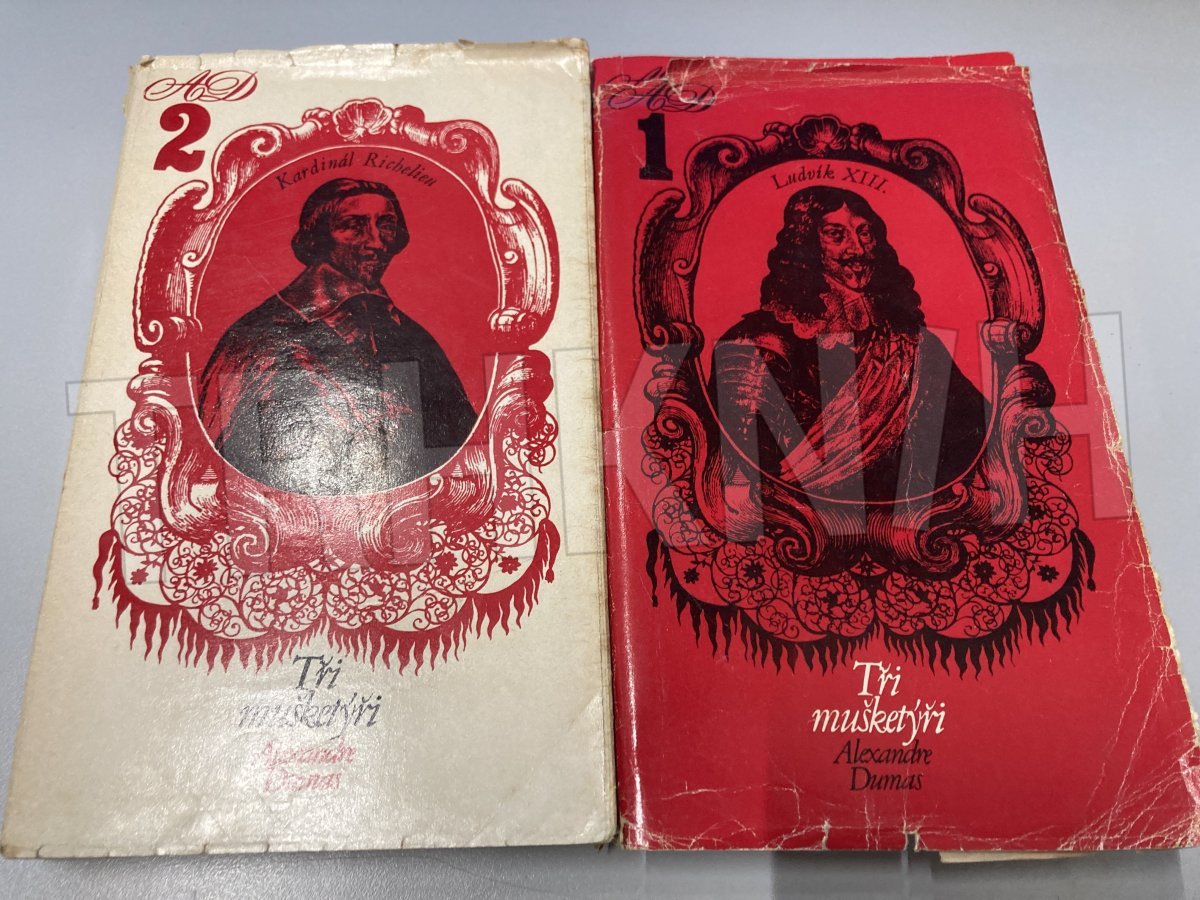 AD
2
Kardinál Richelieu
Tři
mušketýři
Alexandre
Dumas
AD
1
Ludvík XIII.
Tři
mušketýři
Alexandre
Dumas